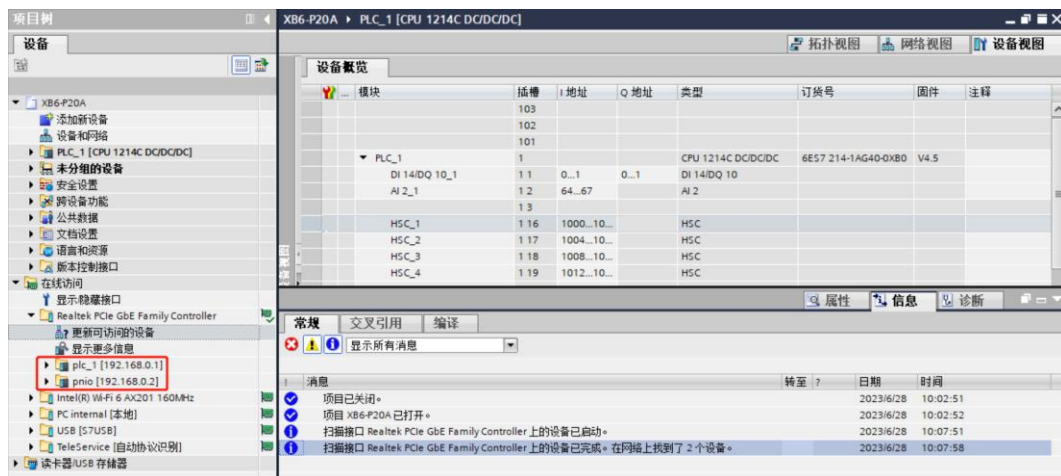 项目树
设备
XB6-P20A
添加新设备
设备和网络
PLC_1 [CPU 1214C DC/DC/DC]
未分组的设备
安全设置
跨设备功能
公共数据
文档设置
语言和资源
版本控制接口
在线访问
显示/隐藏接口
Realtek PCIe GbE Family Controller
更新可访问的设备
显示更多信息
plc_1 [192.168.0.1]
pnio [192.168.0.2]
Intel(R) Wi-Fi 6 AX201 160MHz
PC internal [本地]
USB [S7USB]
TeleService [自动协议识别]
读卡器/USB 存储器
XB6-P20A ▸ PLC_1 [CPU 1214C DC/DC/DC]
拓扑视图 网络视图 设备视图
设备概览
... 模块 插槽 I 地址 Q 地址 类型 订货号 固件 注释
103
102
101
PLC_1 1 CPU 1214C DC/DC/DC 6ES7 214-1AG40-0XB0 V4.5
DI 14/DQ 10_1 1 1 0...1 0...1 DI 14/DQ 10
AI 2_1 1 2 64...67 AI 2
1 3
HSC_1 1 16 1000...10... HSC
HSC_2 1 17 1004...10... HSC
HSC_3 1 18 1008...10... HSC
HSC_4 1 19 1012...10... HSC
属性 信息 诊断
常规 交叉引用 编译
显示所有消息
! 消息 转至 ? 日期 时间
项目已关闭。 2023/6/28 10:02:51
项目 XB6-P20A 已打开。 2023/6/28 10:02:52
扫描接口 Realtek PCIe GbE Family Controller 上的设备已启动。 2023/6/28 10:07:51
扫描接口 Realtek PCIe GbE Family Controller 上的设备已完成。在网络上找到了 2 个设备。 2023/6/28 10:07:58